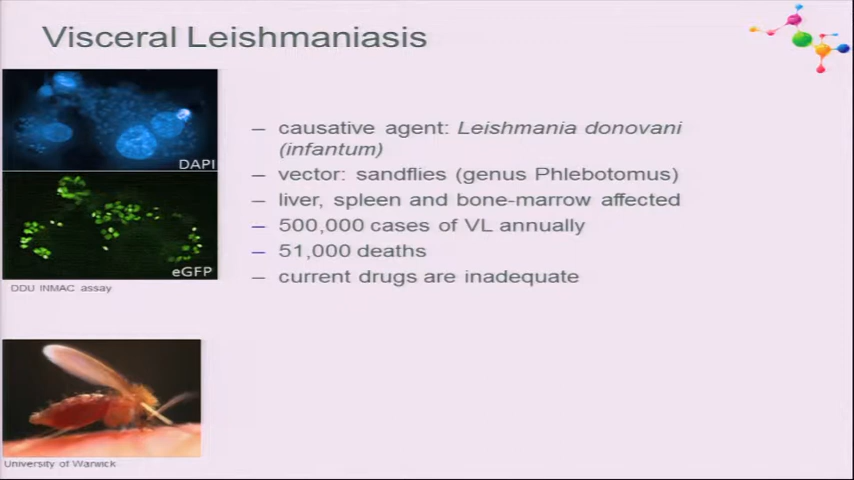 Visceral Leishmaniasis
DAPI
eGFP
DDU INMAC assay
– causative agent: Leishmania donovani
(infantum)
– vector: sandflies (genus Phlebotomus)
– liver, spleen and bone-marrow affected
– 500,000 cases of VL annually
– 51,000 deaths
– current drugs are inadequate
University of Warwick